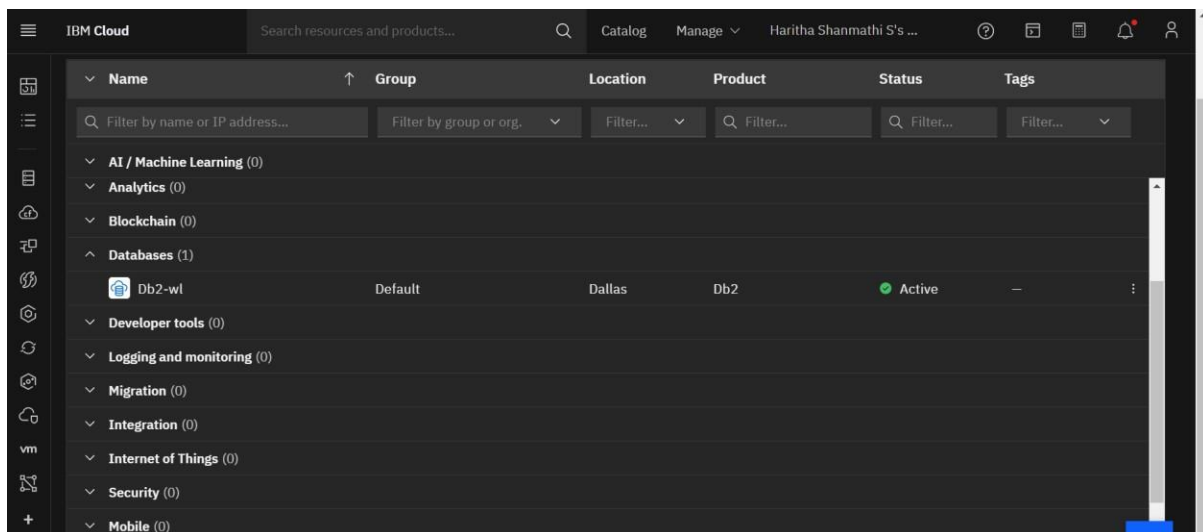 IBM Cloud Search resources and products... Catalog Manage Haritha Shanmathi S's ...
Name Group Location Product Status Tags
Filter by name or IP address... Filter by group or org. Filter... Filter... Filter... Filter...
AI / Machine Learning (0)
Analytics (0)
Blockchain (0)
Databases (1)
Db2-wl Default Dallas Db2 Active —
Developer tools (0)
Logging and monitoring (0)
Migration (0)
Integration (0)
vm
Internet of Things (0)
Security (0)
Mobile (0)